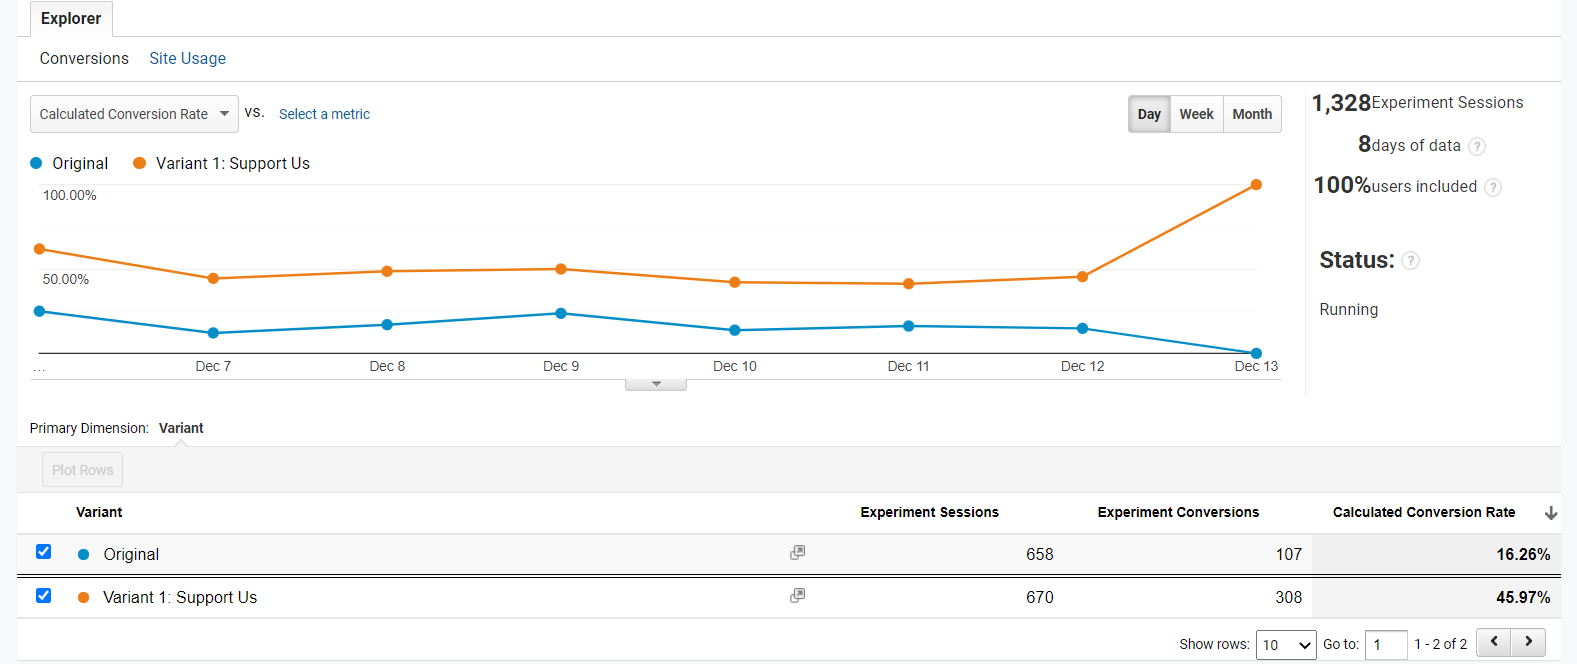 Explorer
Conversions Site Usage
Calculated Conversion Rate VS. Select a metric
Day Week Month
1,328 Experiment Sessions
8 days of data ?
100% users included ?
Status: ?
Running
Original Variant 1: Support Us
100.00%
50.00%
... Dec 7 Dec 8 Dec 9 Dec 10 Dec 11 Dec 12 Dec 13
Primary Dimension: Variant
Plot Rows
Variant Experiment Sessions Experiment Conversions Calculated Conversion Rate
Original 658 107 16.26%
Variant 1: Support Us 670 308 45.97%
Show rows: 10 Go to: 1 1 - 2 of 2